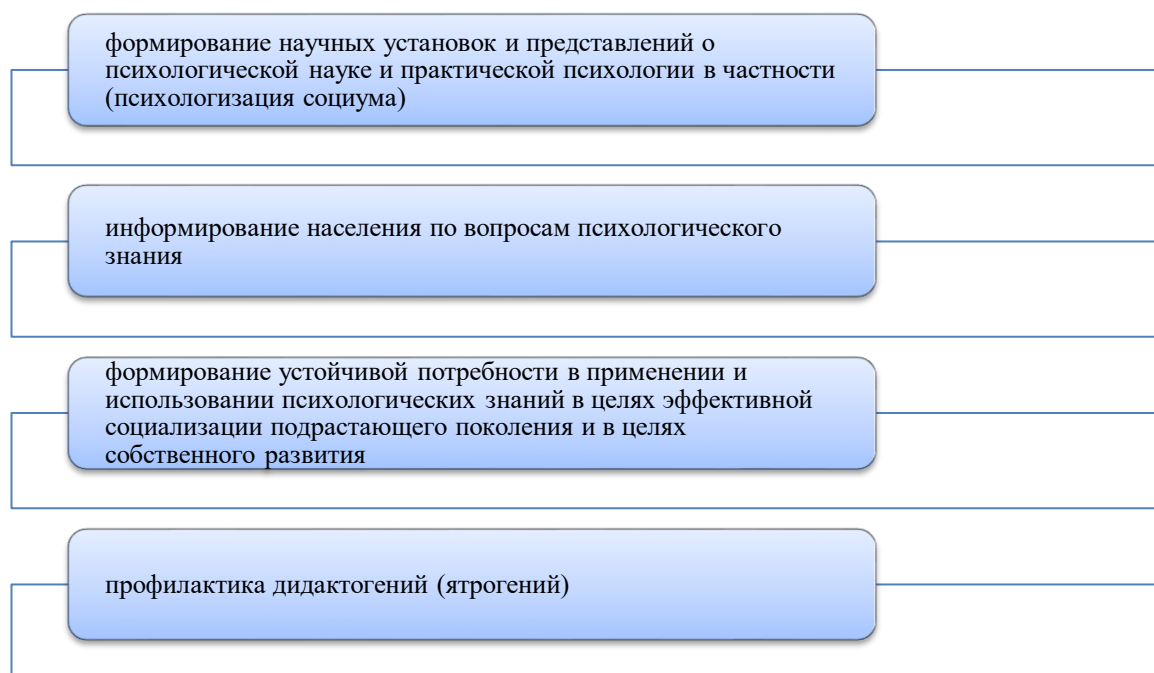 формирование научных установок и представлений о
психологической науке и практической психологии в частности
(психологизация социума)
информирование населения по вопросам психологического
знания
формирование устойчивой потребности в применении и
использовании психологических знаний в целях эффективной
социализации подрастающего поколения и в целях
собственного развития
профилактика дидактогений (ятрогений)